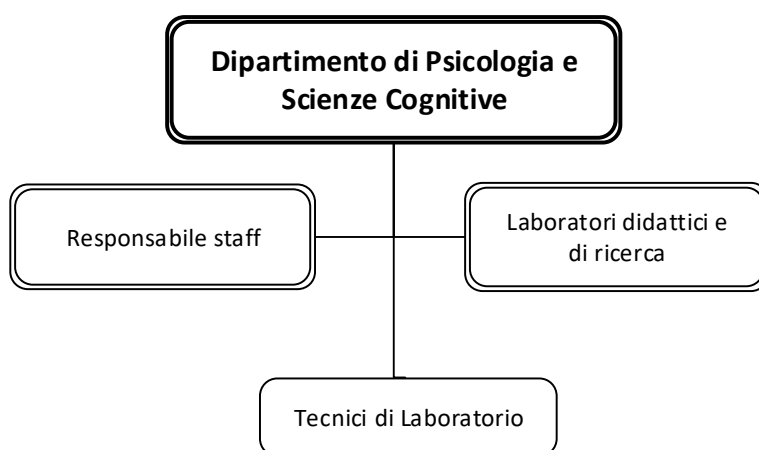 Dipartimento di Psicologia e
Scienze Cognitive
Responsabile staff
Laboratori didattici e
di ricerca
Tecnici di Laboratorio